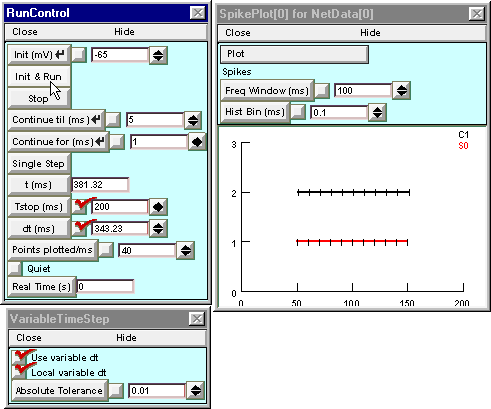 RunControl
Close Hide
Init (mV) -65
Init & Run
Stop
Continue til (ms) 5
Continue for (ms) 1
Single Step
t (ms) 381.32
Tstop (ms) 200
dt (ms) 343.23
Points plotted/ms 40
Quiet
Real Time (s) 0
SpikePlot[0] for NetData[0]
Close Hide
Plot
Spikes
Freq Window (ms) 100
Hist Bin (ms) 0.1
3
C1
S0
2
1
0
0 50 100 150 200
VariableTimeStep
Close Hide
Use variable dt
Local variable dt
Absolute Tolerance 0.01